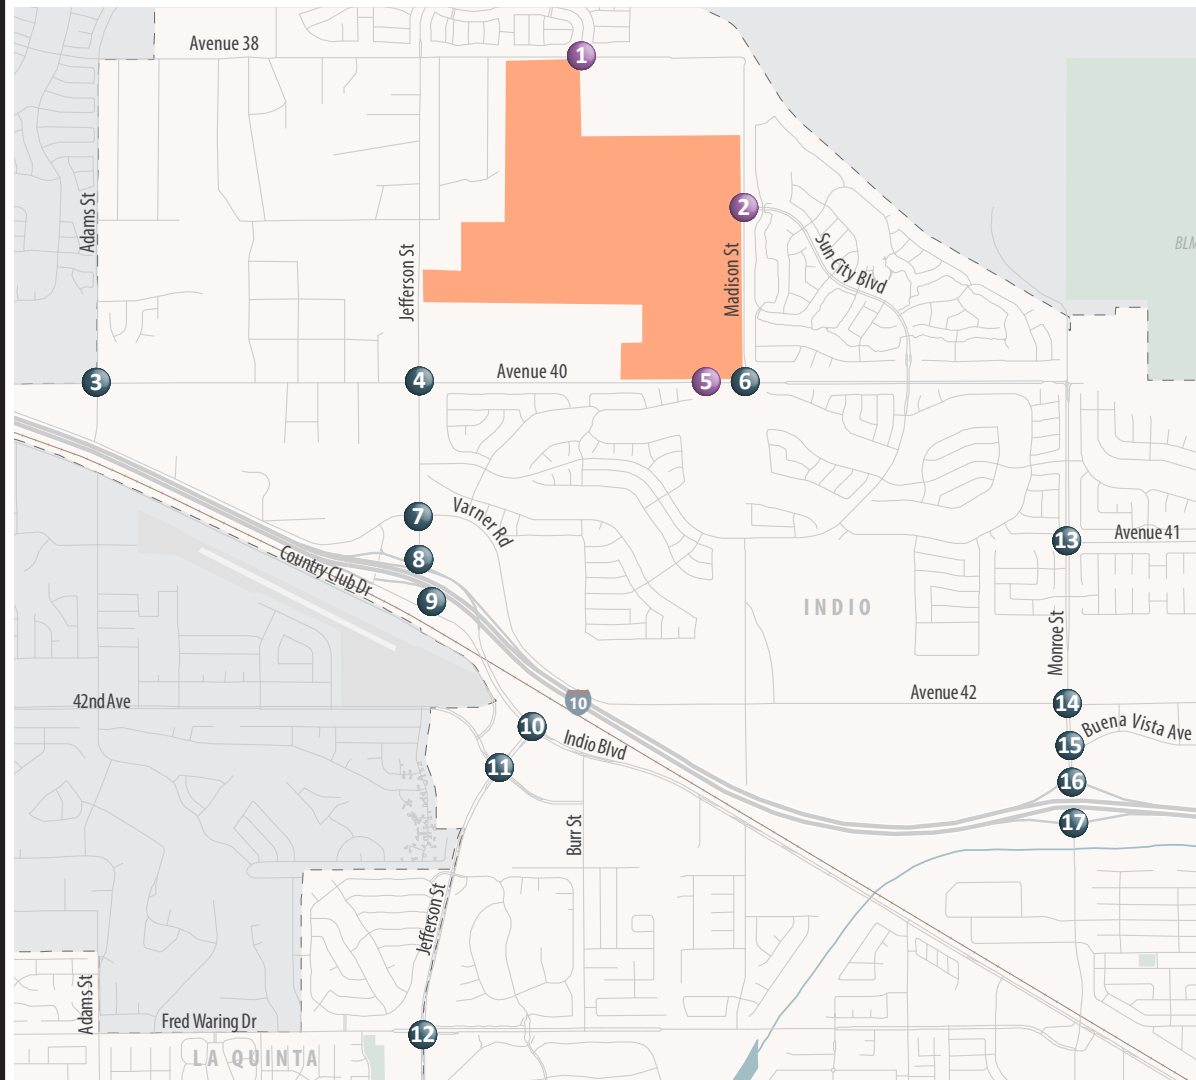 Avenue 38
1
Adams St
2
Jefferson St
Madison St
Sun City Blvd
BLM
3
4
Avenue 40
5
6
7
Varner Rd
8
Country Club Dr
9
13
Avenue 41
INDIO
Monroe St
42nd Ave
10
Avenue 42
14
10
Indio Blvd
15
Buena Vista Ave
11
16
Burr St
17
Jefferson St
Adams St
Fred Waring Dr
12
LA QUINTA